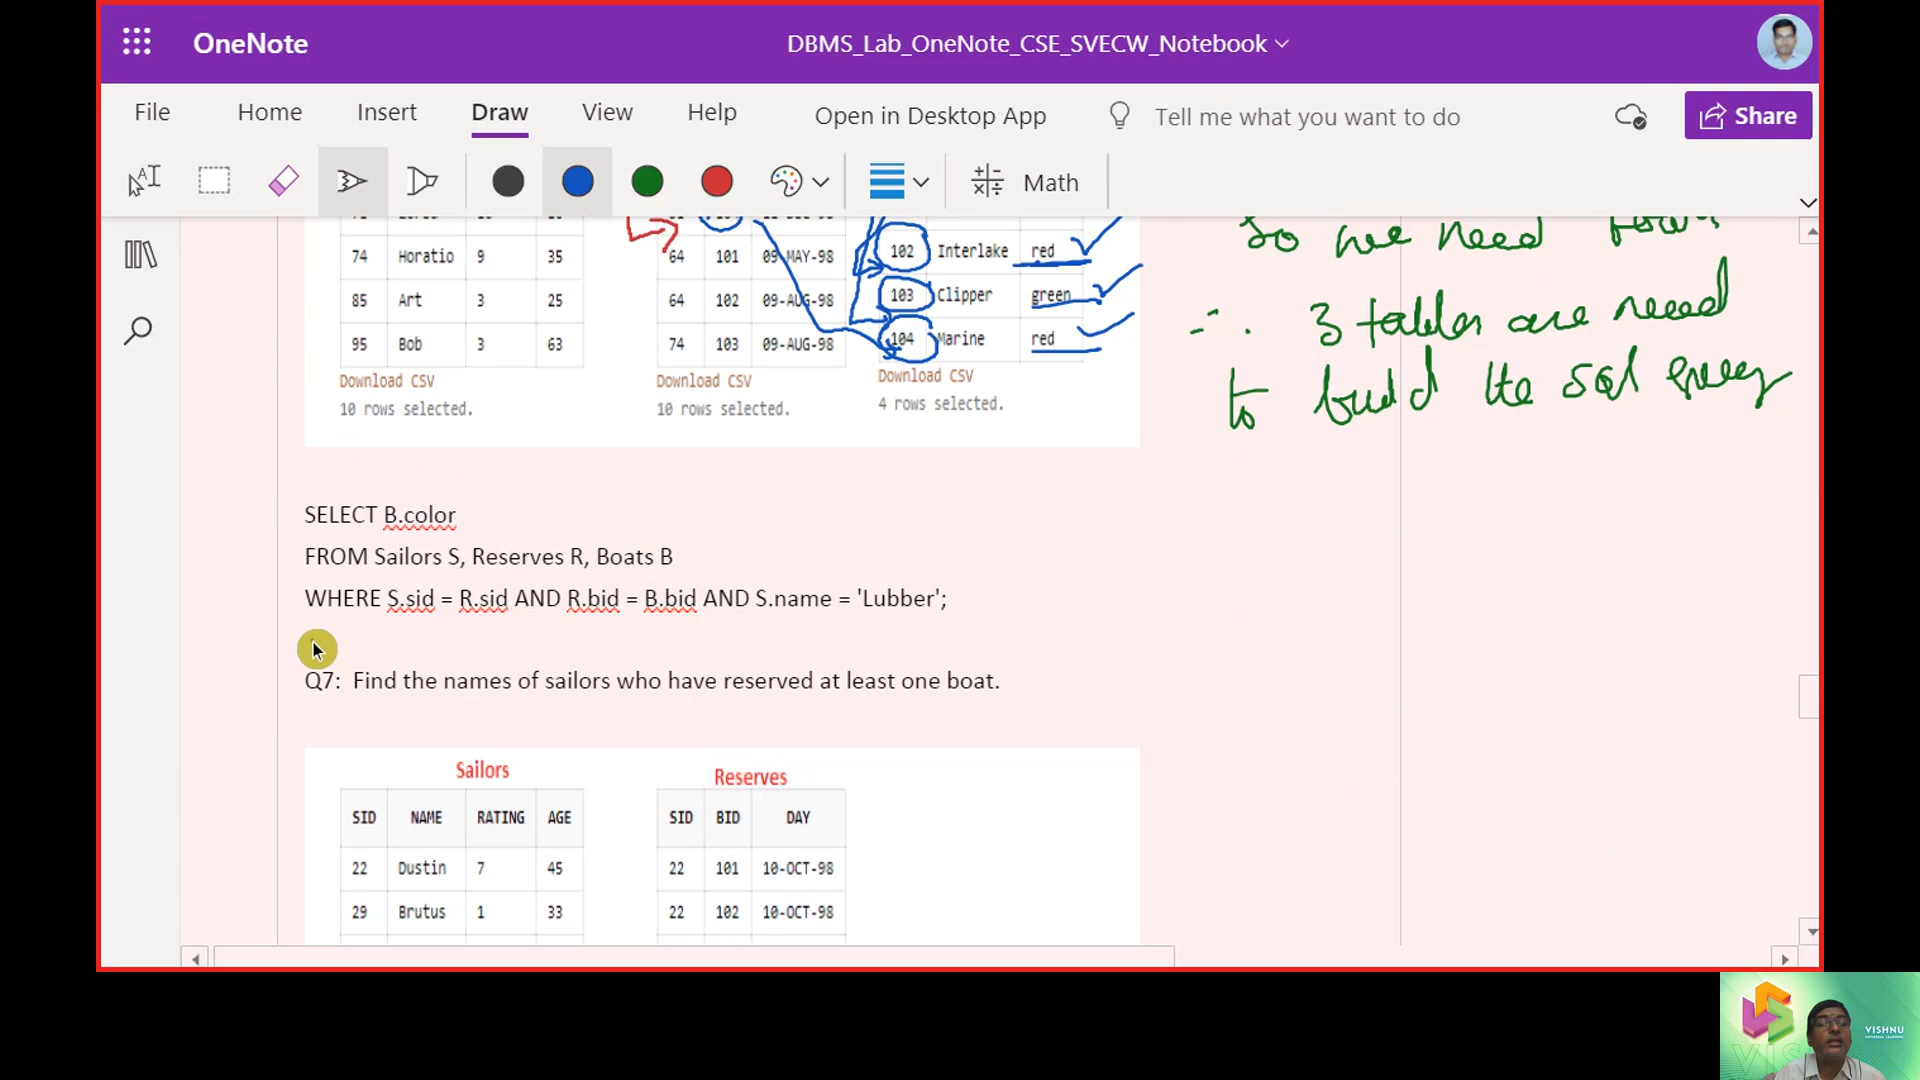 OneNote
DBMS_Lab_OneNote_CSE_SVECW_Notebook
File Home Insert Draw View Help Open in Desktop App Tell me what you want to do Share
Math
74 Horatio 9 35
85 Art 3 25
95 Bob 3 63
Download CSV
10 rows selected.
64 101 09-MAY-98
64 102 09-AUG-98
74 103 09-AUG-98
Download CSV
10 rows selected.
102 Interlake red
103 Clipper green
104 Marine red
Download CSV
4 rows selected.
So we need
∴ 3 tables are need
to build the sql query
SELECT B.color
FROM Sailors S, Reserves R, Boats B
WHERE S.sid = R.sid AND R.bid = B.bid AND S.name = 'Lubber';
Q7: Find the names of sailors who have reserved at least one boat.
Sailors
SID NAME RATING AGE
22 Dustin 7 45
29 Brutus 1 33
Reserves
SID BID DAY
22 101 10-OCT-98
22 102 10-OCT-98
VISHNU
UNIVERSAL LEARNING